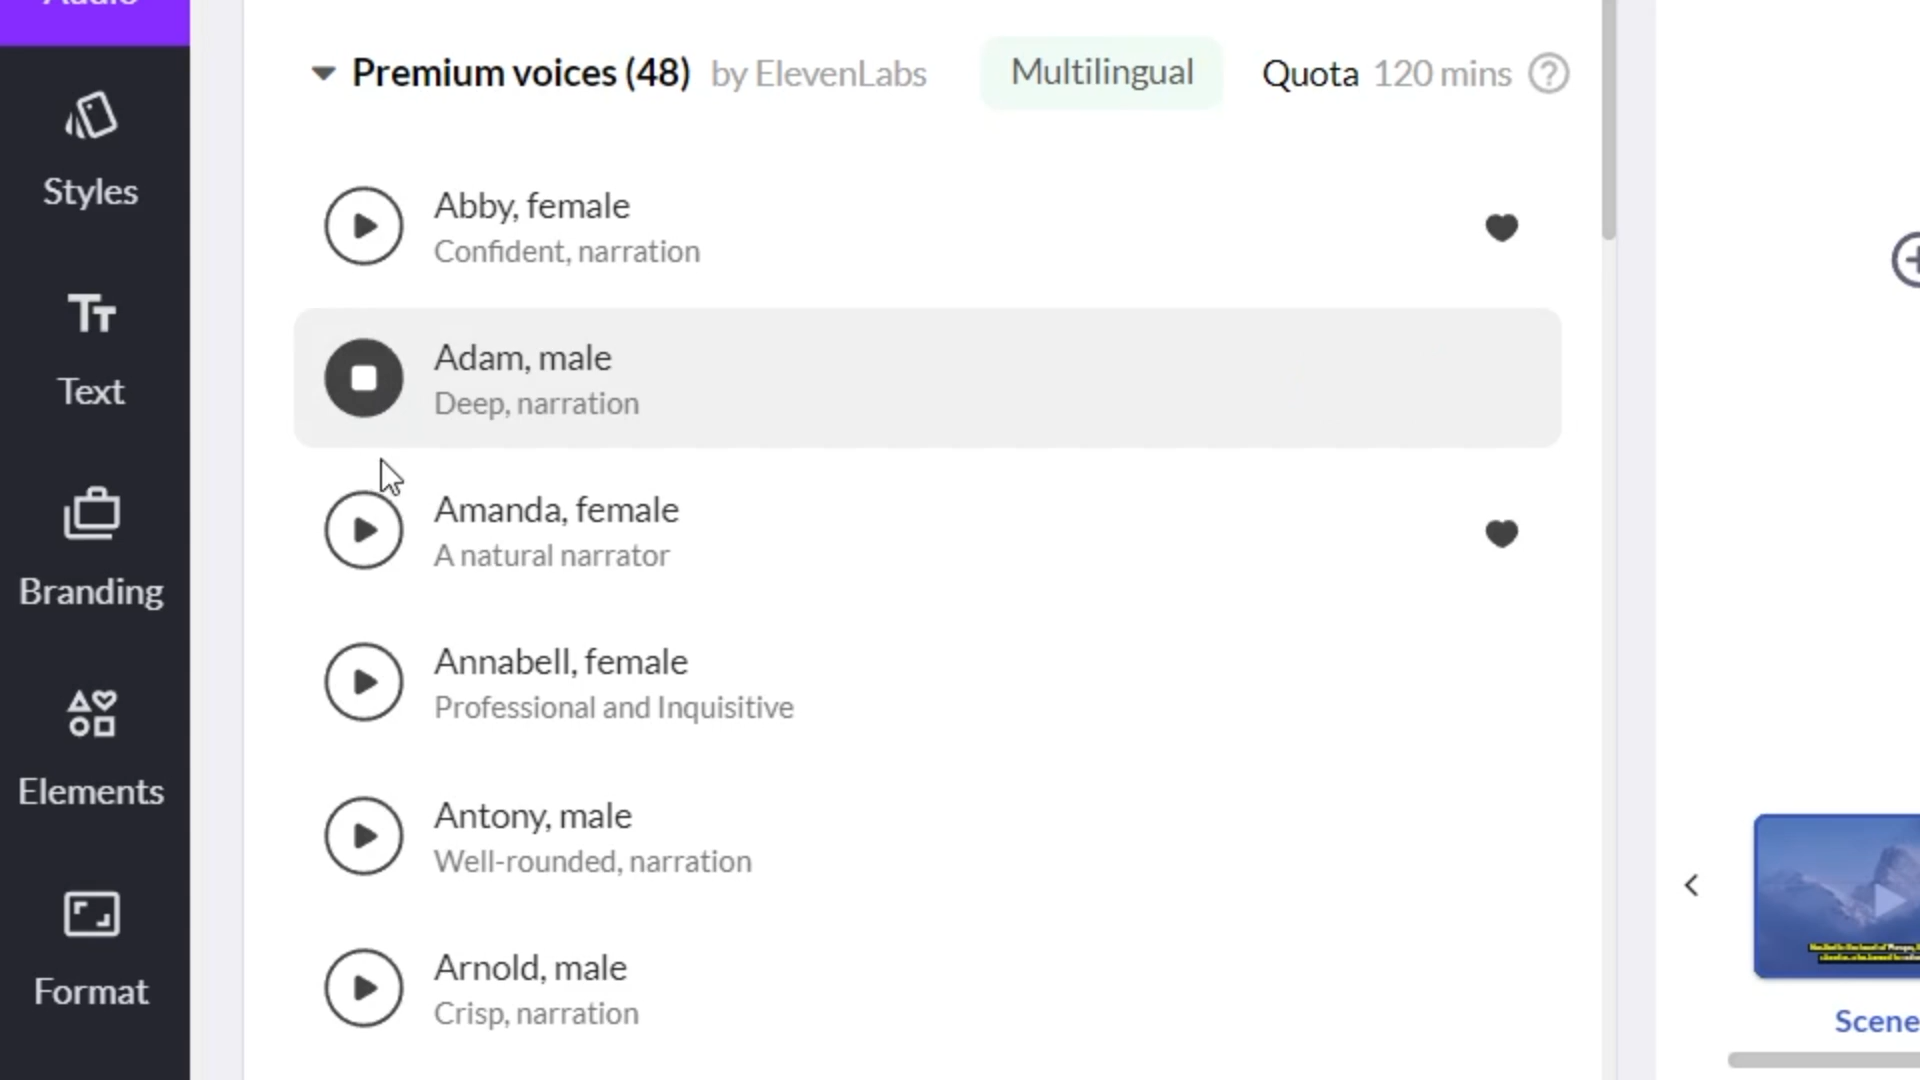 Audio
Premium voices (48) by ElevenLabs Multilingual Quota 120 mins
Styles
Abby, female
Confident, narration
Adam, male
Deep, narration
Text
Amanda, female
A natural narrator
Branding
Annabell, female
Professional and Inquisitive
Elements
Antony, male
Well-rounded, narration
Arnold, male
Crisp, narration
Format
Scene